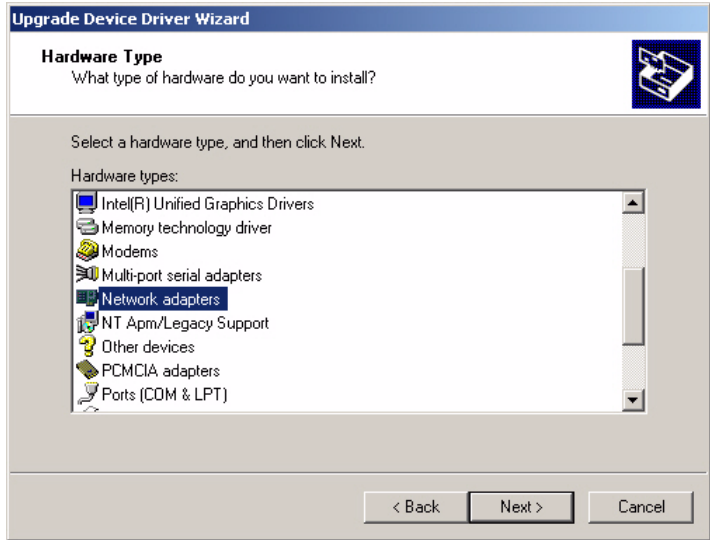 Upgrade Device Driver Wizard
Hardware Type
What type of hardware do you want to install?
Select a hardware type, and then click Next.
Hardware types:
Intel(R) Unified Graphics Drivers
Memory technology driver
Modems
Multi-port serial adapters
Network adapters
NT Apm/Legacy Support
Other devices
PCMCIA adapters
Ports (COM & LPT)
< Back Next > Cancel